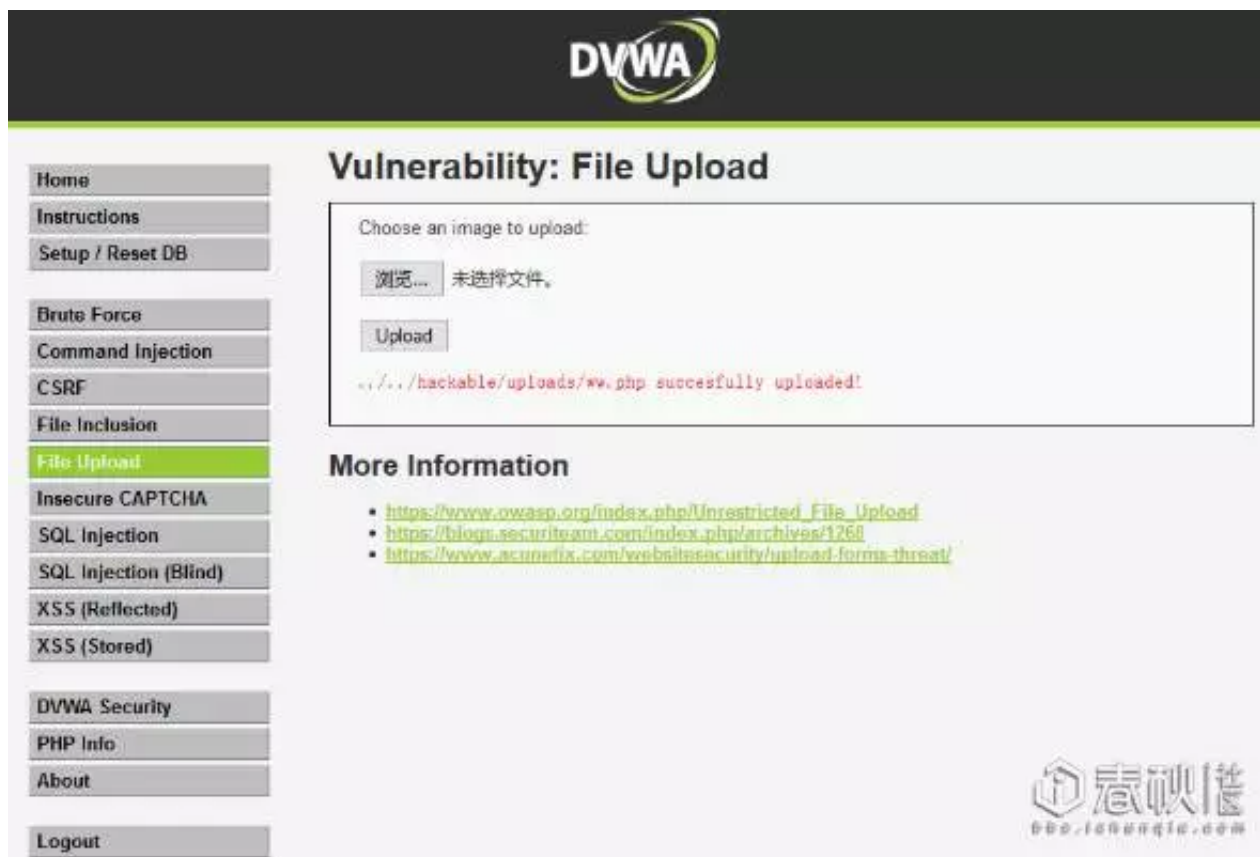 DVWA
Home
Instructions
Setup / Reset DB
Brute Force
Command Injection
CSRF
File Inclusion
File Upload
Insecure CAPTCHA
SQL Injection
SQL Injection (Blind)
XSS (Reflected)
XSS (Stored)
DVWA Security
PHP Info
About
Logout
Vulnerability: File Upload
Choose an image to upload:
浏览... 未选择文件。
Upload
../../hackable/uploads/ww.php succesfully uploaded!
More Information
https://www.owasp.org/index.php/Unrestricted_File_Upload
https://blogs.securiteam.com/index.php/archives/1268
https://www.acunetix.com/websitesecurity/upload-forms-threat/
春秋